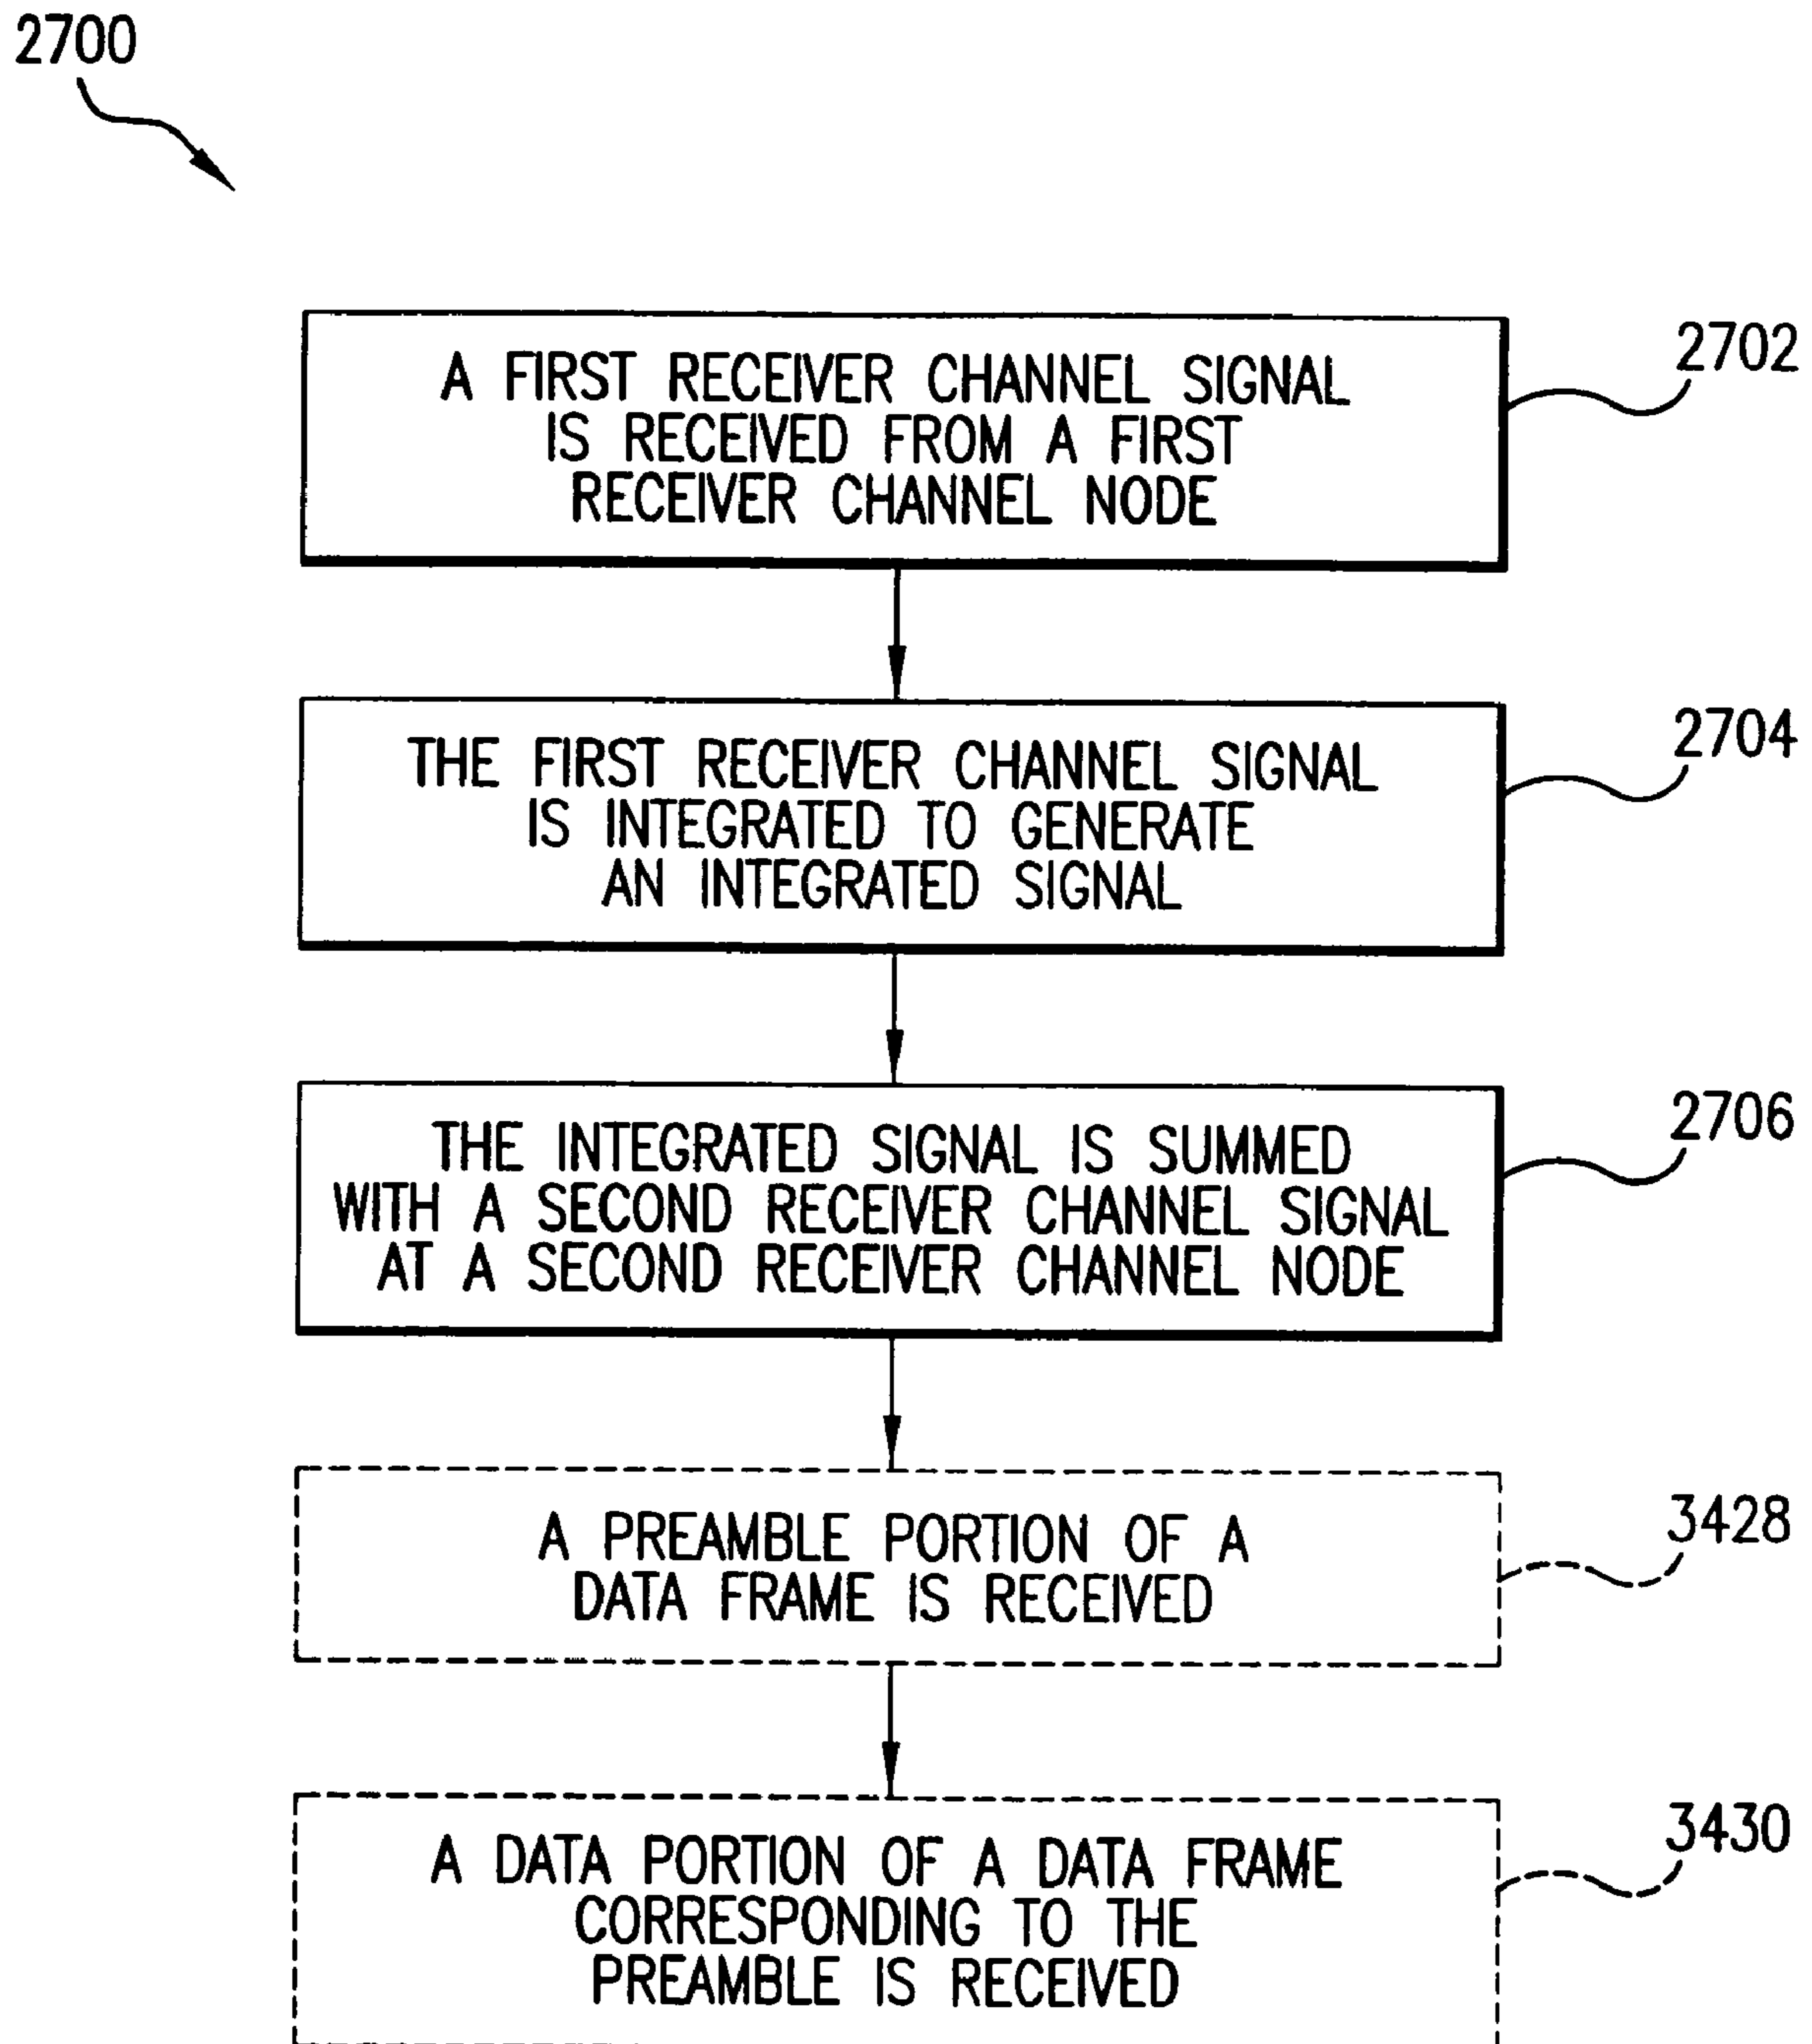 2700
A FIRST RECEIVER CHANNEL SIGNAL
IS RECEIVED FROM A FIRST
RECEIVER CHANNEL NODE
2702
THE FIRST RECEIVER CHANNEL SIGNAL
IS INTEGRATED TO GENERATE
AN INTEGRATED SIGNAL
2704
THE INTEGRATED SIGNAL IS SUMMED
WITH A SECOND RECEIVER CHANNEL SIGNAL
AT A SECOND RECEIVER CHANNEL NODE
2706
A PREAMBLE PORTION OF A
DATA FRAME IS RECEIVED
3428
A DATA PORTION OF A DATA FRAME
CORRESPONDING TO THE
PREAMBLE IS RECEIVED
3430